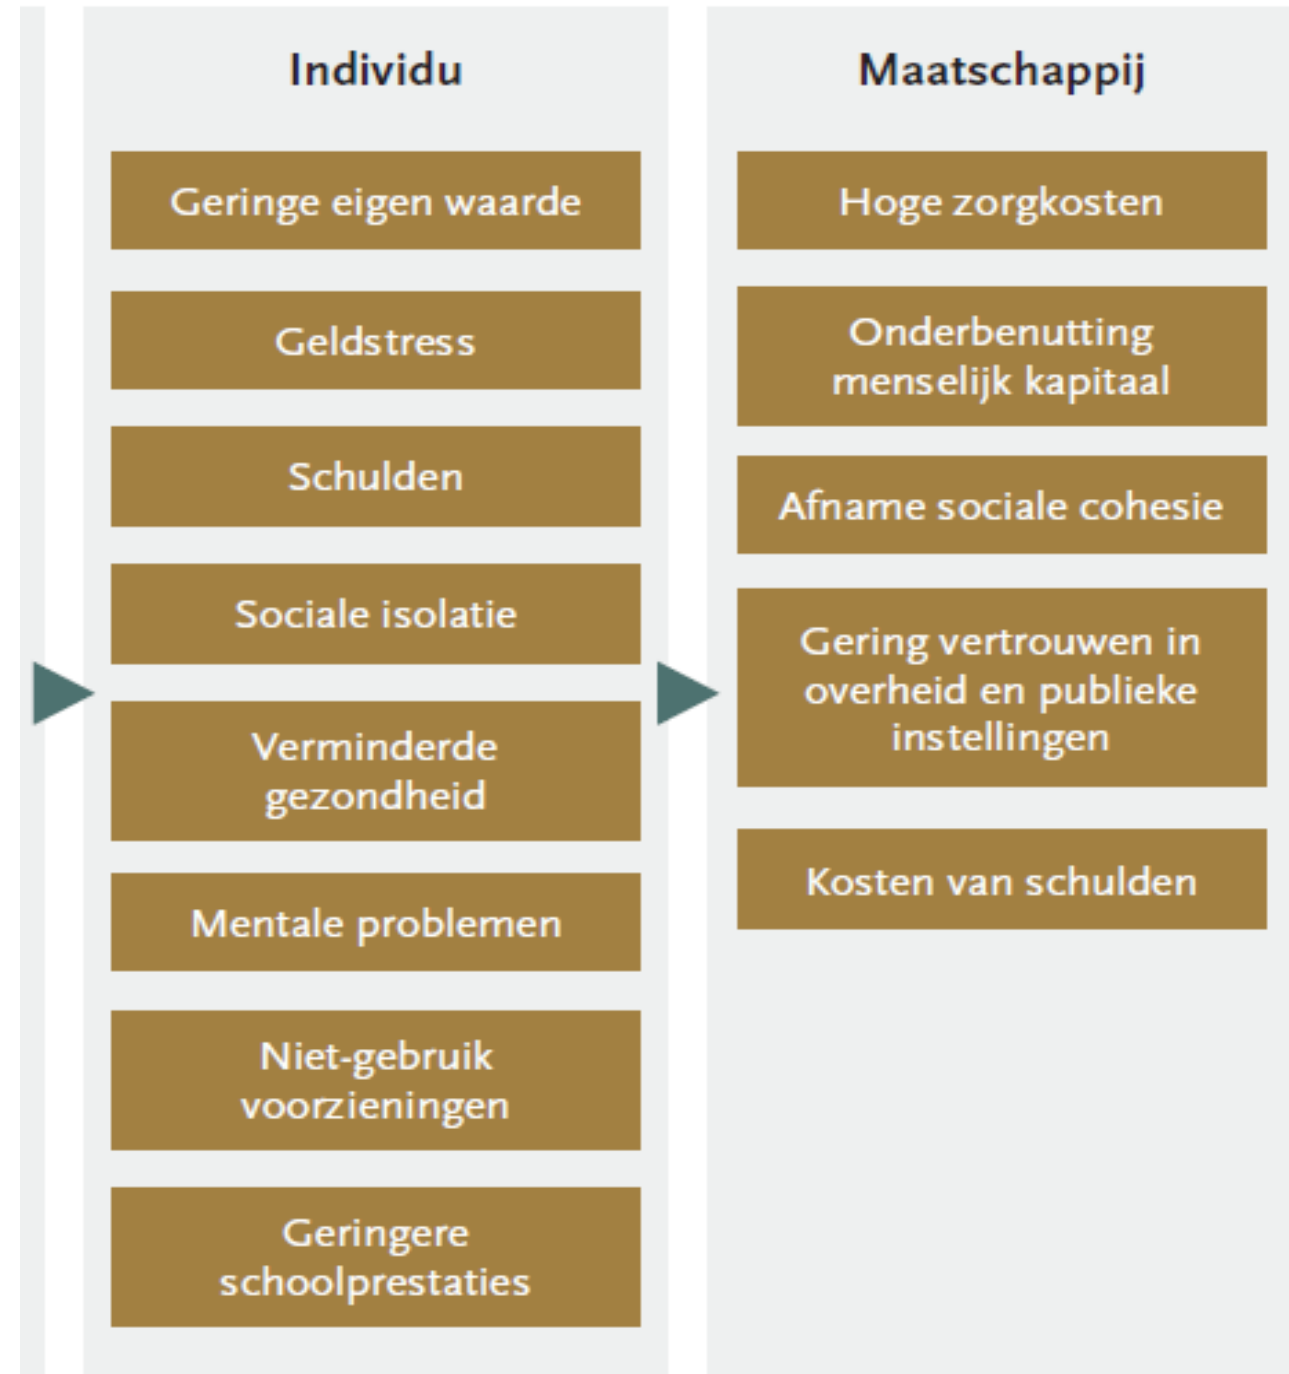 Individu
Geringe eigen waarde
Geldstress
Schulden
Sociale isolatie
Verminderde
gezondheid
Mentale problemen
Niet-gebruik
voorzieningen
Geringere
schoolprestaties
Maatschappij
Hoge zorgkosten
Onderbenutting
menselijk kapitaal
Afname sociale cohesie
Gering vertrouwen in
overheid en publieke
instellingen
Kosten van schulden